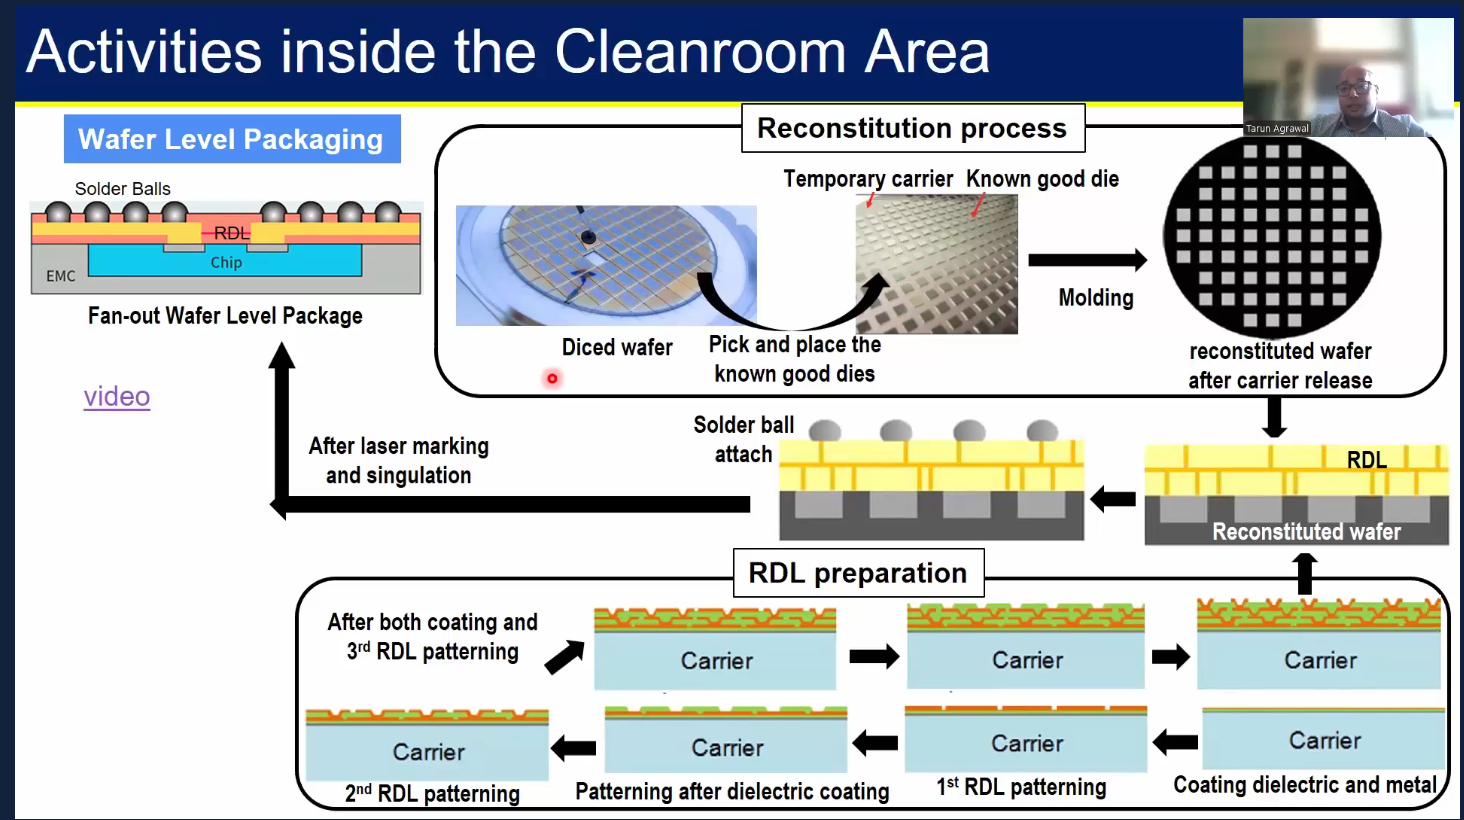 Activities inside the Cleanroom Area
Tarun Agrawal
Wafer Level Packaging
Solder Balls
RDL
Chip
EMC
Fan-out Wafer Level Package
video
Reconstitution process
Temporary carrier
Known good die
Diced wafer
Pick and place the
known good dies
Molding
reconstituted wafer
after carrier release
After laser marking
and singulation
Solder ball
attach
RDL
Reconstituted wafer
RDL preparation
After both coating and
3rd RDL patterning
Carrier
Carrier
Carrier
Carrier
Carrier
Carrier
Carrier
2nd RDL patterning
Patterning after dielectric coating
1st RDL patterning
Coating dielectric and metal